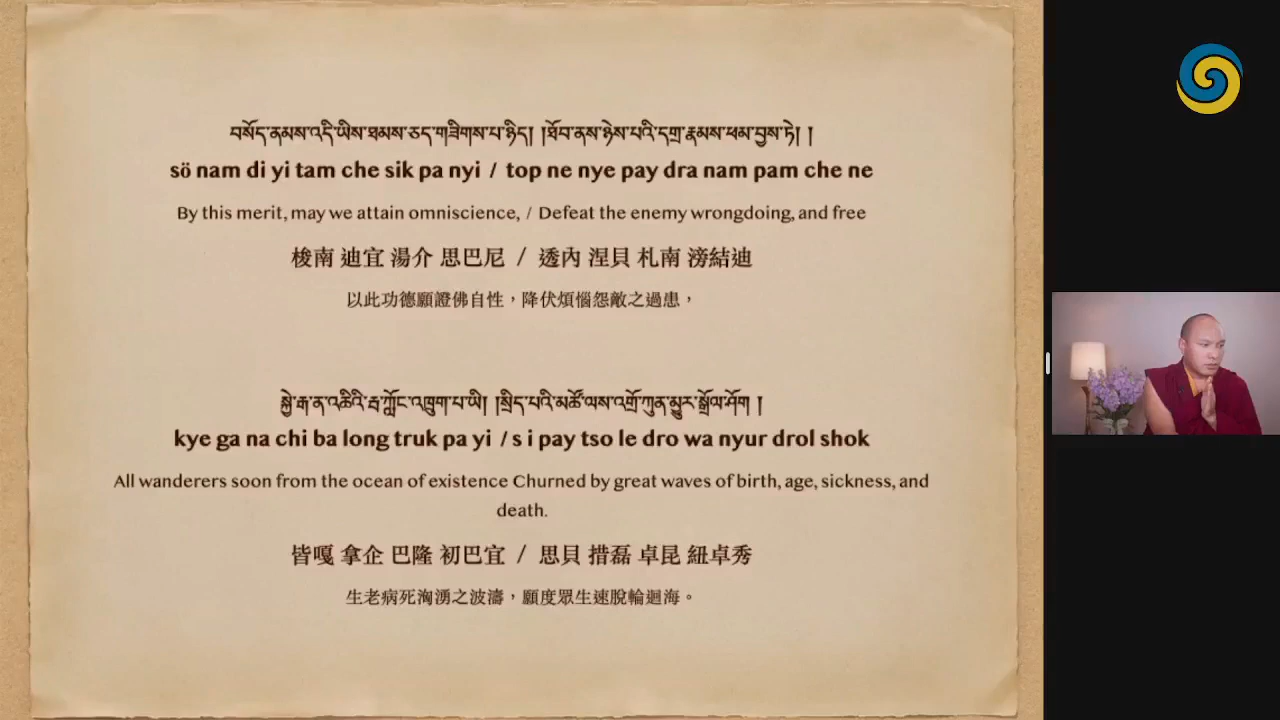 བསོད་ནམས་འདི་ཡིས་ཐམས་ཅད་གཟིགས་པ་ཉིད། །ཐོབ་ནས་ཉེས་པའི་དགྲ་རྣམས་ཕམ་བྱས་ཏེ། །
sö nam di yi tam che sik pa nyi / top ne nye pay dra nam pam che ne
By this merit, may we attain omniscience, / Defeat the enemy wrongdoing, and free
梭南 迪宜 湯介 思巴尼 / 透內 涅貝 札南 滂結迪
以此功德願證佛自性，降伏煩惱怨敵之過患，
སྐྱེ་རྒ་ན་འཆིའི་རྦ་ཀློང་འཁྲུག་པ་ཡི། །སྲིད་པའི་མཚོ་ལས་འགྲོ་ཀུན་མྱུར་སྒྲོལ་ཤོག །
kye ga na chi ba long truk pa yi / s i pay tso le dro wa nyur drol shok
All wanderers soon from the ocean of existence Churned by great waves of birth, age, sickness, and
death.
皆嘎 拿企 巴隆 初巴宜 / 思貝 措磊 卓昆 紐卓秀
生老病死洶湧之波濤，願度眾生速脫輪迴海。